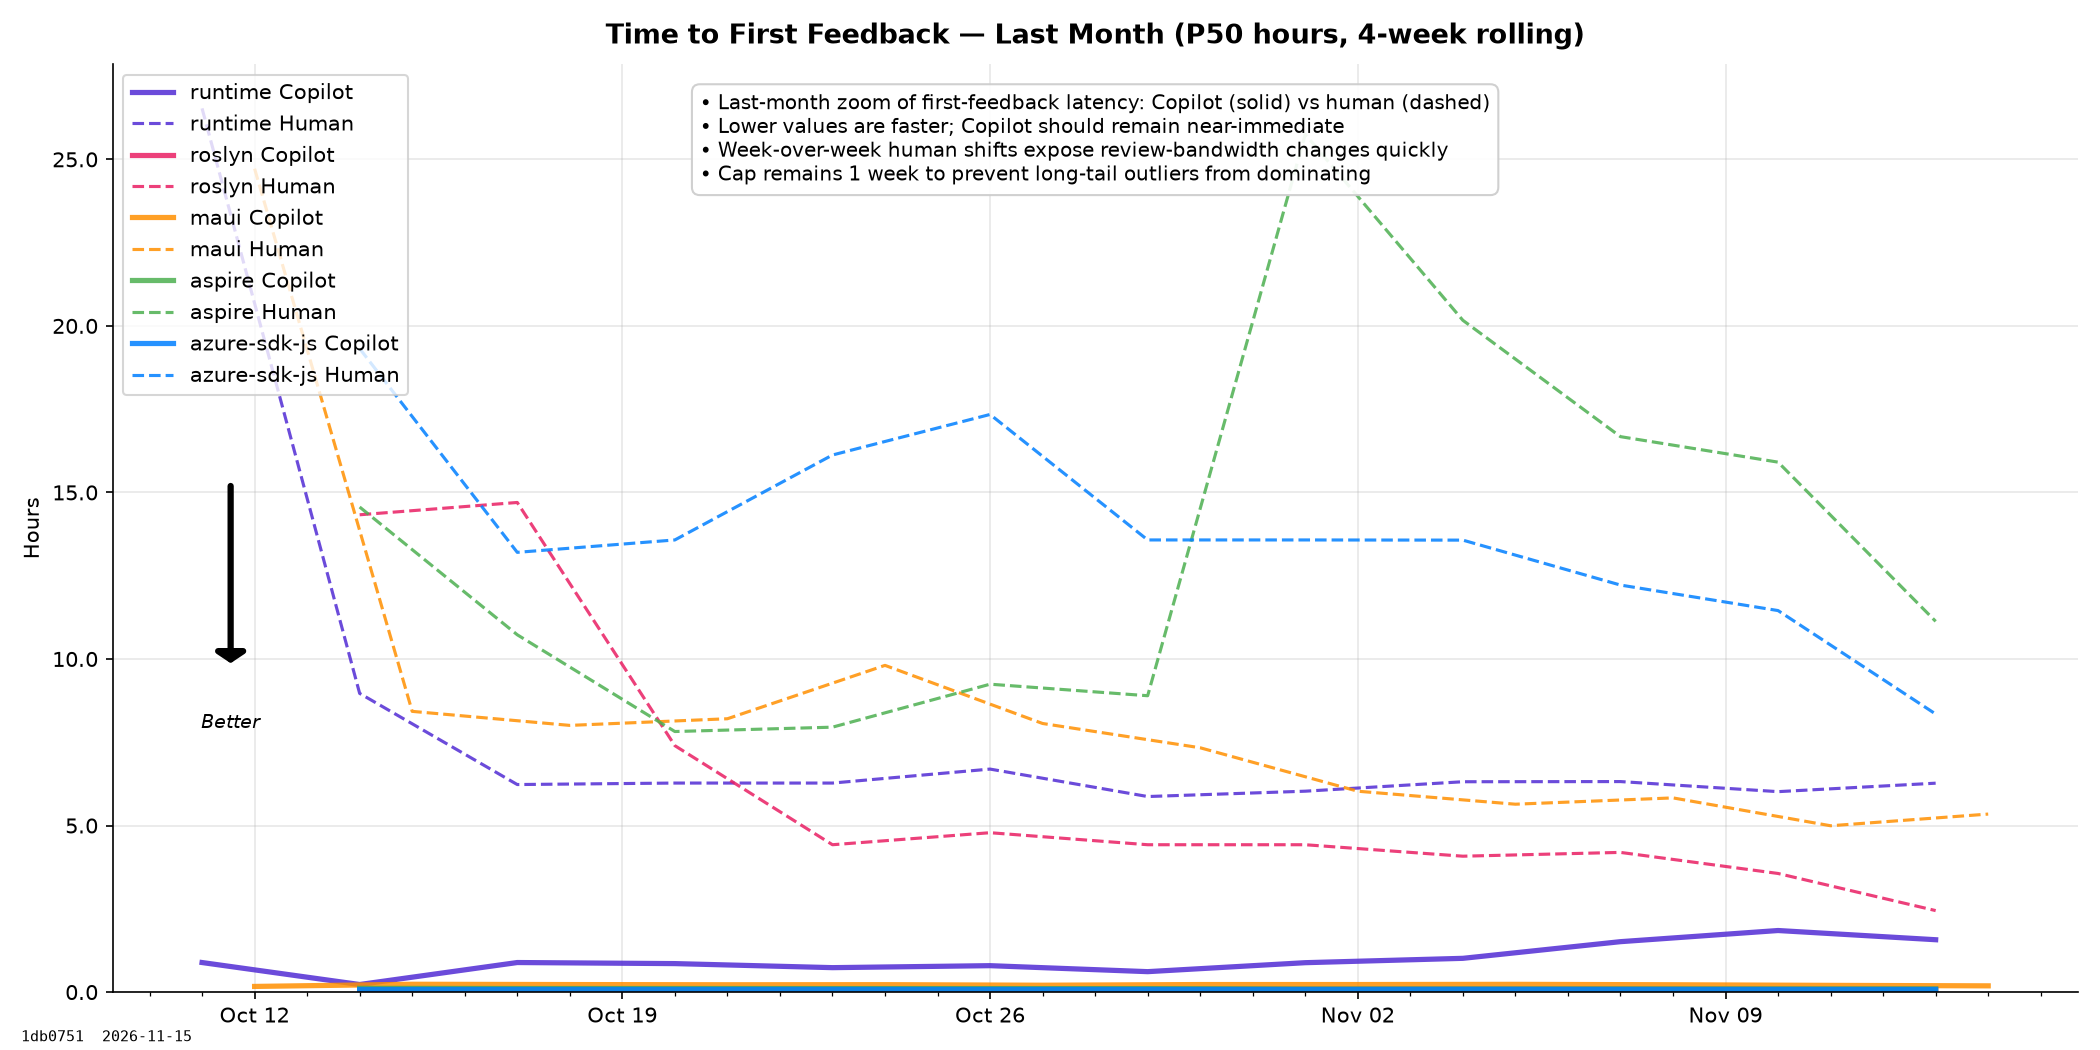 Time to First Feedback — Last Month (P50 hours, 4-week rolling)
runtime Copilot
runtime Human
roslyn Copilot
roslyn Human
maui Copilot
maui Human
aspire Copilot
aspire Human
azure-sdk-js Copilot
azure-sdk-js Human
• Last-month zoom of first-feedback latency: Copilot (solid) vs human (dashed)
• Lower values are faster; Copilot should remain near-immediate
• Week-over-week human shifts expose review-bandwidth changes quickly
• Cap remains 1 week to prevent long-tail outliers from dominating
25.0
20.0
15.0
10.0
5.0
0.0
Hours
Better
Oct 12
Oct 19
Oct 26
Nov 02
Nov 09
1db0751  2026-11-15